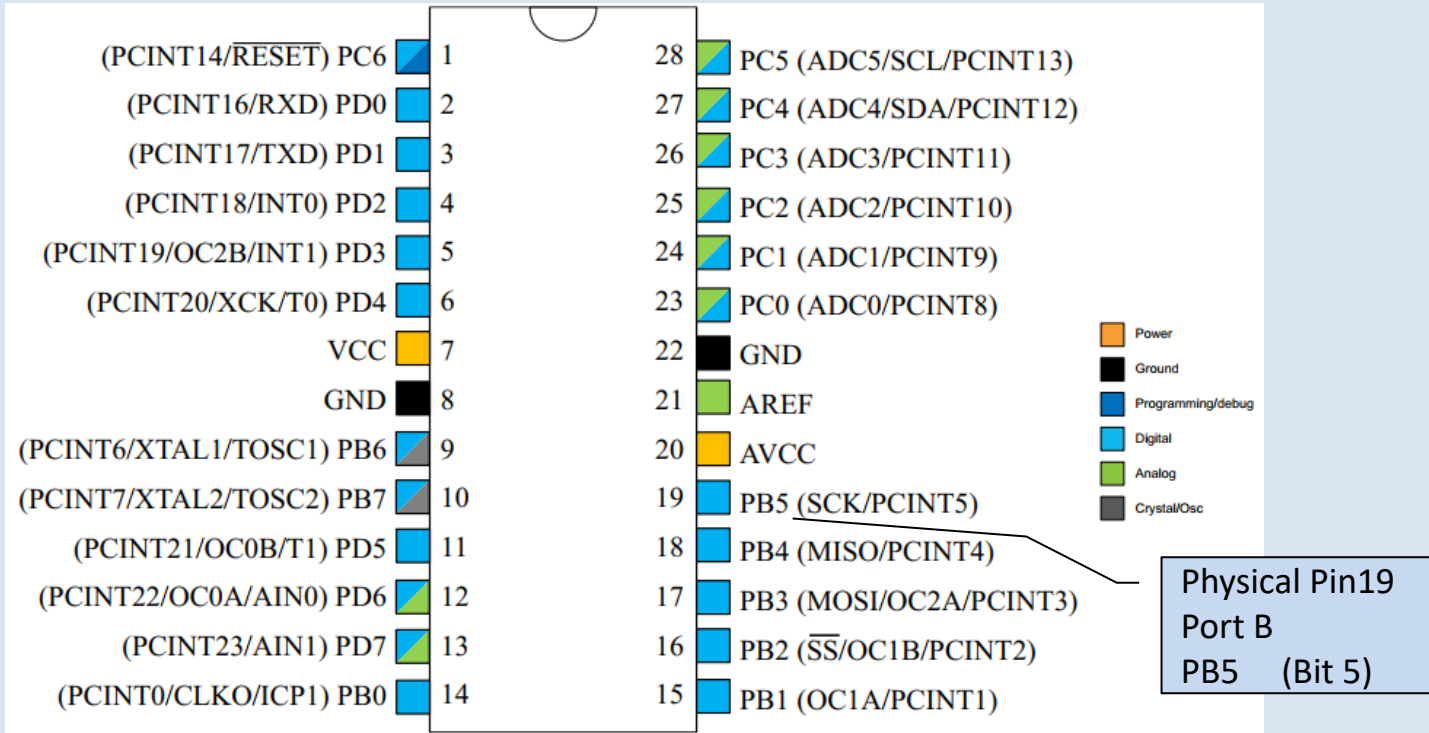 (PCINT14/RESET) PC6 1
(PCINT16/RXD) PD0 2
(PCINT17/TXD) PD1 3
(PCINT18/INT0) PD2 4
(PCINT19/OC2B/INT1) PD3 5
(PCINT20/XCK/T0) PD4 6
VCC 7
GND 8
(PCINT6/XTAL1/TOSC1) PB6 9
(PCINT7/XTAL2/TOSC2) PB7 10
(PCINT21/OC0B/T1) PD5 11
(PCINT22/OC0A/AIN0) PD6 12
(PCINT23/AIN1) PD7 13
(PCINT0/CLKO/ICP1) PB0 14
28 PC5 (ADC5/SCL/PCINT13)
27 PC4 (ADC4/SDA/PCINT12)
26 PC3 (ADC3/PCINT11)
25 PC2 (ADC2/PCINT10)
24 PC1 (ADC1/PCINT9)
23 PC0 (ADC0/PCINT8)
22 GND
21 AREF
20 AVCC
19 PB5 (SCK/PCINT5)
18 PB4 (MISO/PCINT4)
17 PB3 (MOSI/OC2A/PCINT3)
16 PB2 (SS/OC1B/PCINT2)
15 PB1 (OC1A/PCINT1)
Power
Ground
Programming/debug
Digital
Analog
Crystal/Osc
Physical Pin19
Port B
PB5 (Bit 5)